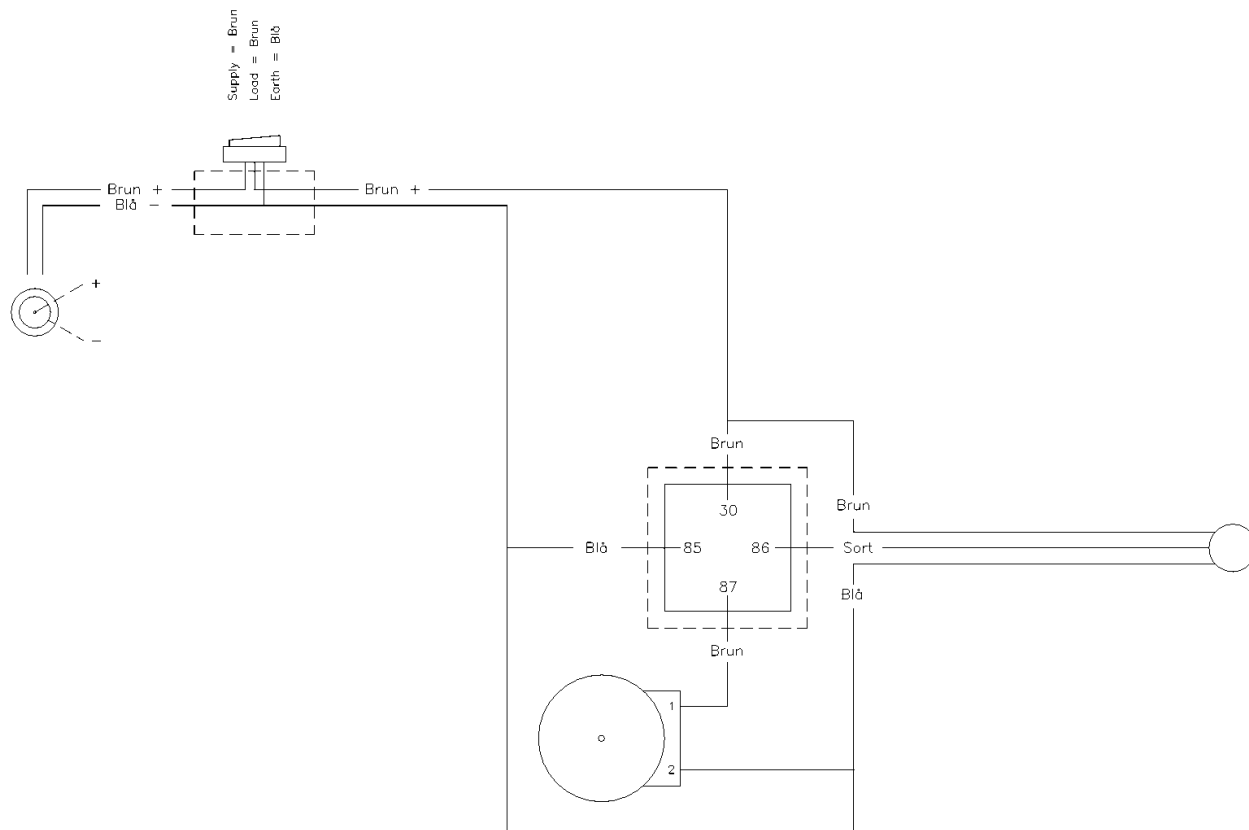 Supply = Brun
Load = Brun
Earth = Blå
Brun +
Brun +
Blå -
+
-
Brun
30
Brun
Blå
85
86
Sort
87
Blå
Brun
1
2